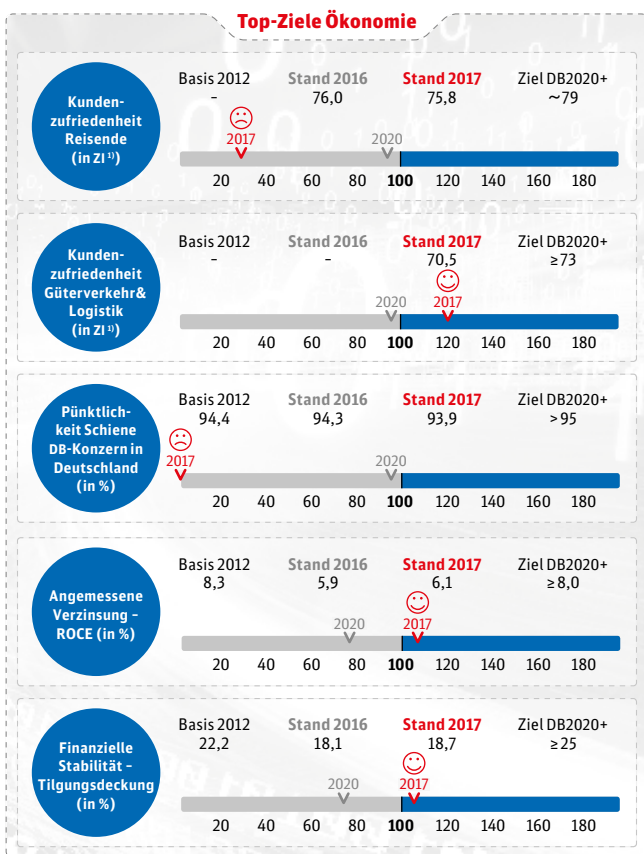 Top-Ziele Ökonomie
Kunden-
zufriedenheit
Reisende
(in ZI ¹⁾)
Basis 2012 Stand 2016 Stand 2017 Ziel DB2020+
– 76,0 75,8 ~79
2017 2020
20 40 60 80 100 120 140 160 180
Kunden-
zufriedenheit
Güterverkehr&
Logistik
(in ZI ¹⁾)
Basis 2012 Stand 2016 Stand 2017 Ziel DB2020+
– – 70,5 ≥73
2020 2017
20 40 60 80 100 120 140 160 180
Pünktlich-
keit Schiene
DB-Konzern in
Deutschland
(in %)
Basis 2012 Stand 2016 Stand 2017 Ziel DB2020+
94,4 94,3 93,9 >95
2017 2020
20 40 60 80 100 120 140 160 180
Angemessene
Verzinsung –
ROCE (in %)
Basis 2012 Stand 2016 Stand 2017 Ziel DB2020+
8,3 5,9 6,1 ≥8,0
2020 2017
20 40 60 80 100 120 140 160 180
Finanzielle
Stabilität –
Tilgungsdeckung
(in %)
Basis 2012 Stand 2016 Stand 2017 Ziel DB2020+
22,2 18,1 18,7 ≥25
2020 2017
20 40 60 80 100 120 140 160 180